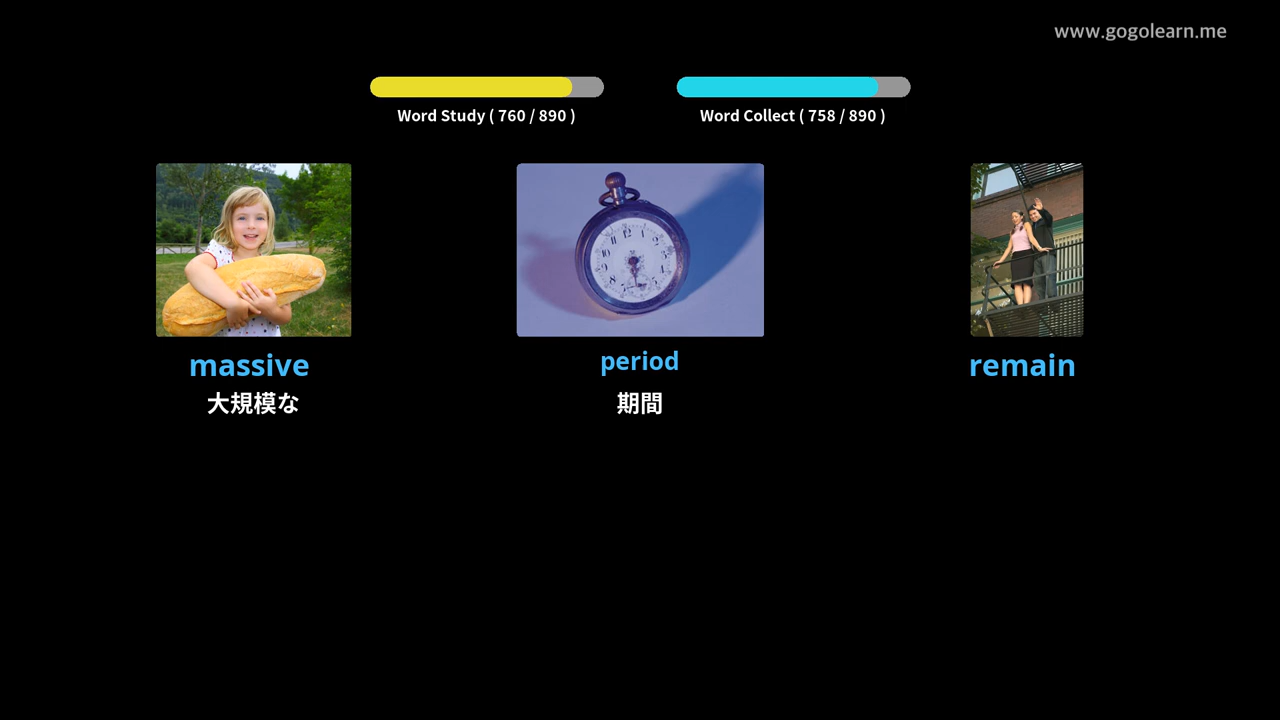 www.gogolearn.me
Word Study ( 760 / 890 )
Word Collect ( 758 / 890 )
massive
大規模な
period
期間
remain